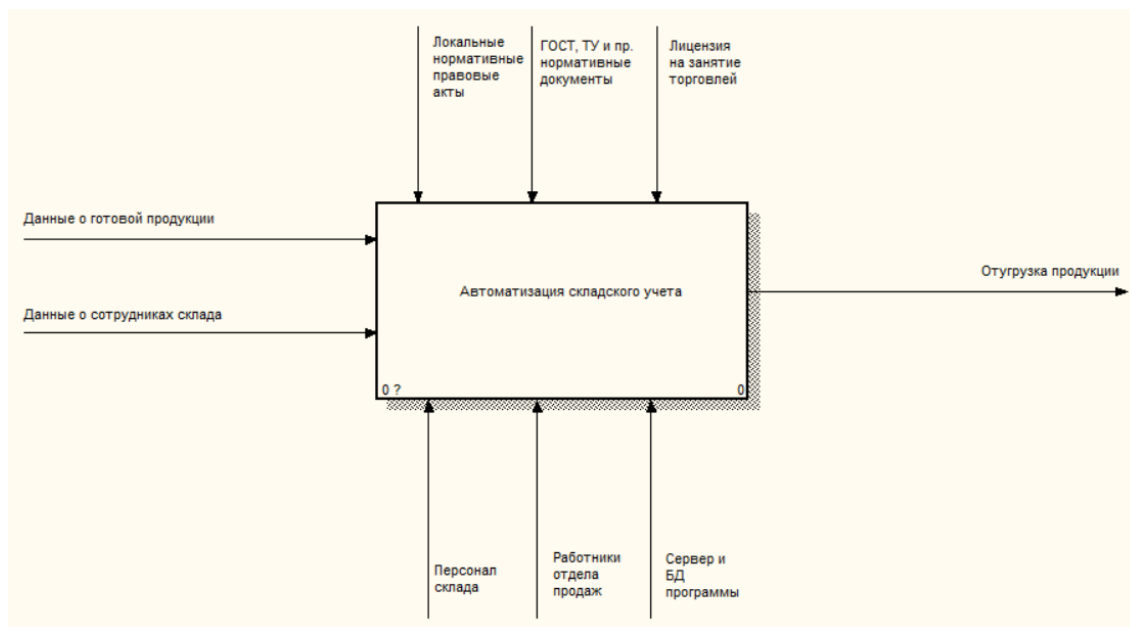 Локальные
нормативные
правовые
акты
ГОСТ, ТУ и пр.
нормативные
документы
Лицензия
на занятие
торговлей
Данные о готовой продукции
Автоматизация складского учета
Отугрузка продукции
Данные о сотрудниках склада
0 ?
0
Персонал
склада
Работники
отдела
продаж
Сервер и
БД
программы